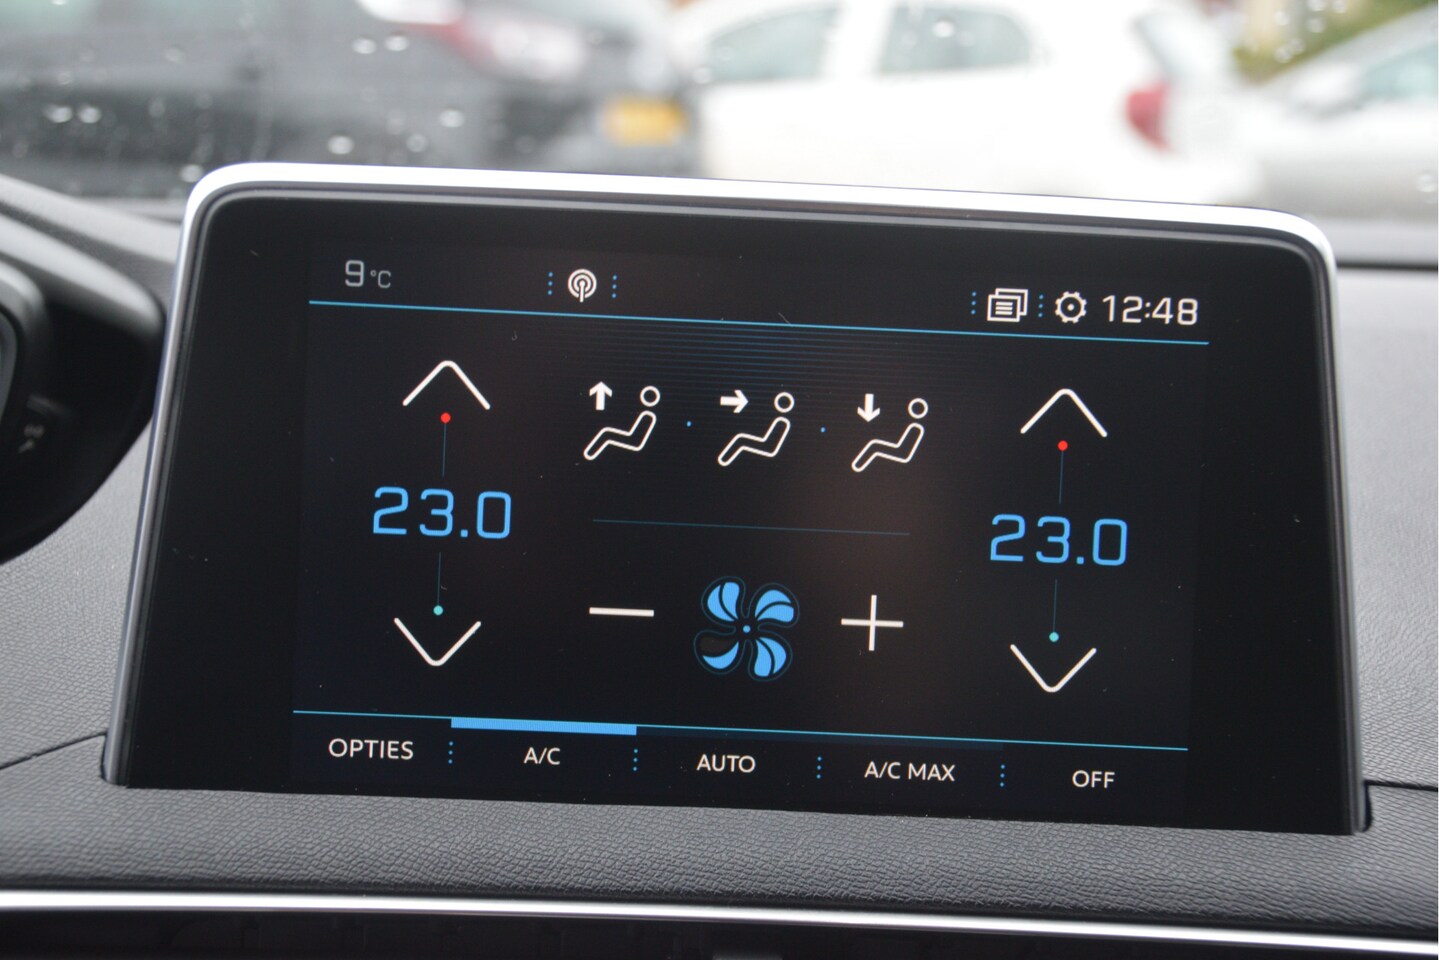 9°C 12:48
23.0 23.0
OPTIES A/C AUTO A/C MAX OFF